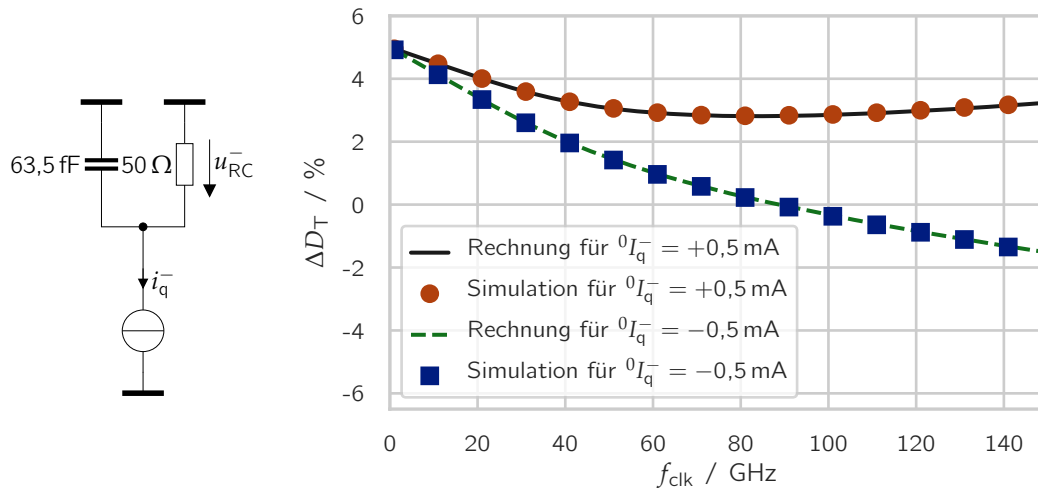 63,5 fF
50 Ω
u⁻RC
i⁻q
ΔD_T / %
6
4
2
0
-2
-4
-6
Rechnung für ⁰I⁻q = +0,5 mA
Simulation für ⁰I⁻q = +0,5 mA
Rechnung für ⁰I⁻q = −0,5 mA
Simulation für ⁰I⁻q = −0,5 mA
0 20 40 60 80 100 120 140
f_clk / GHz